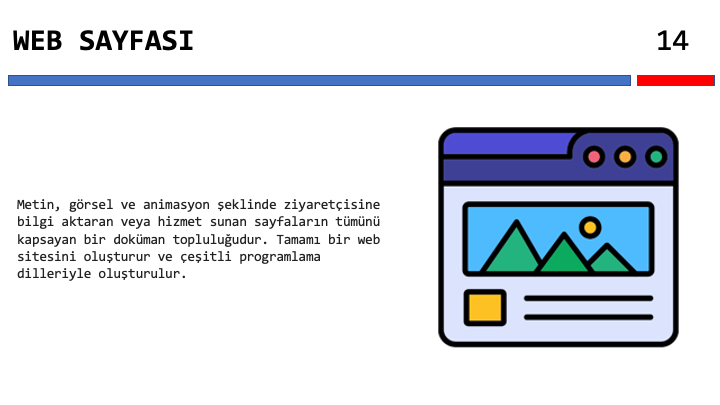 WEB SAYFASI
14
Metin, görsel ve animasyon şeklinde ziyaretçisine
bilgi aktaran veya hizmet sunan sayfaların tümünü
kapsayan bir doküman topluluğudur. Tamamı bir web
sitesini oluşturur ve çeşitli programlama
dilleriyle oluşturulur.